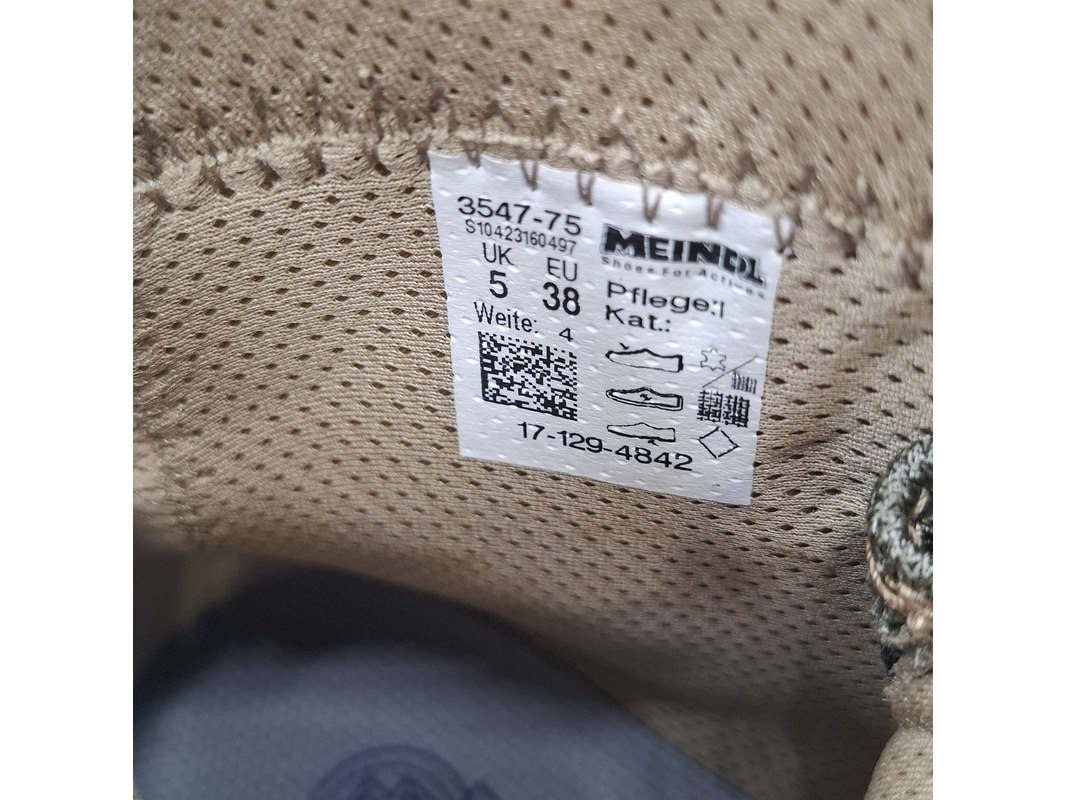 3547-75
S10423160497
UK EU
5 38
Weite: 4
MEINDL
Shoes For Actives
Pflege:I
Kat.:
17-129-4842